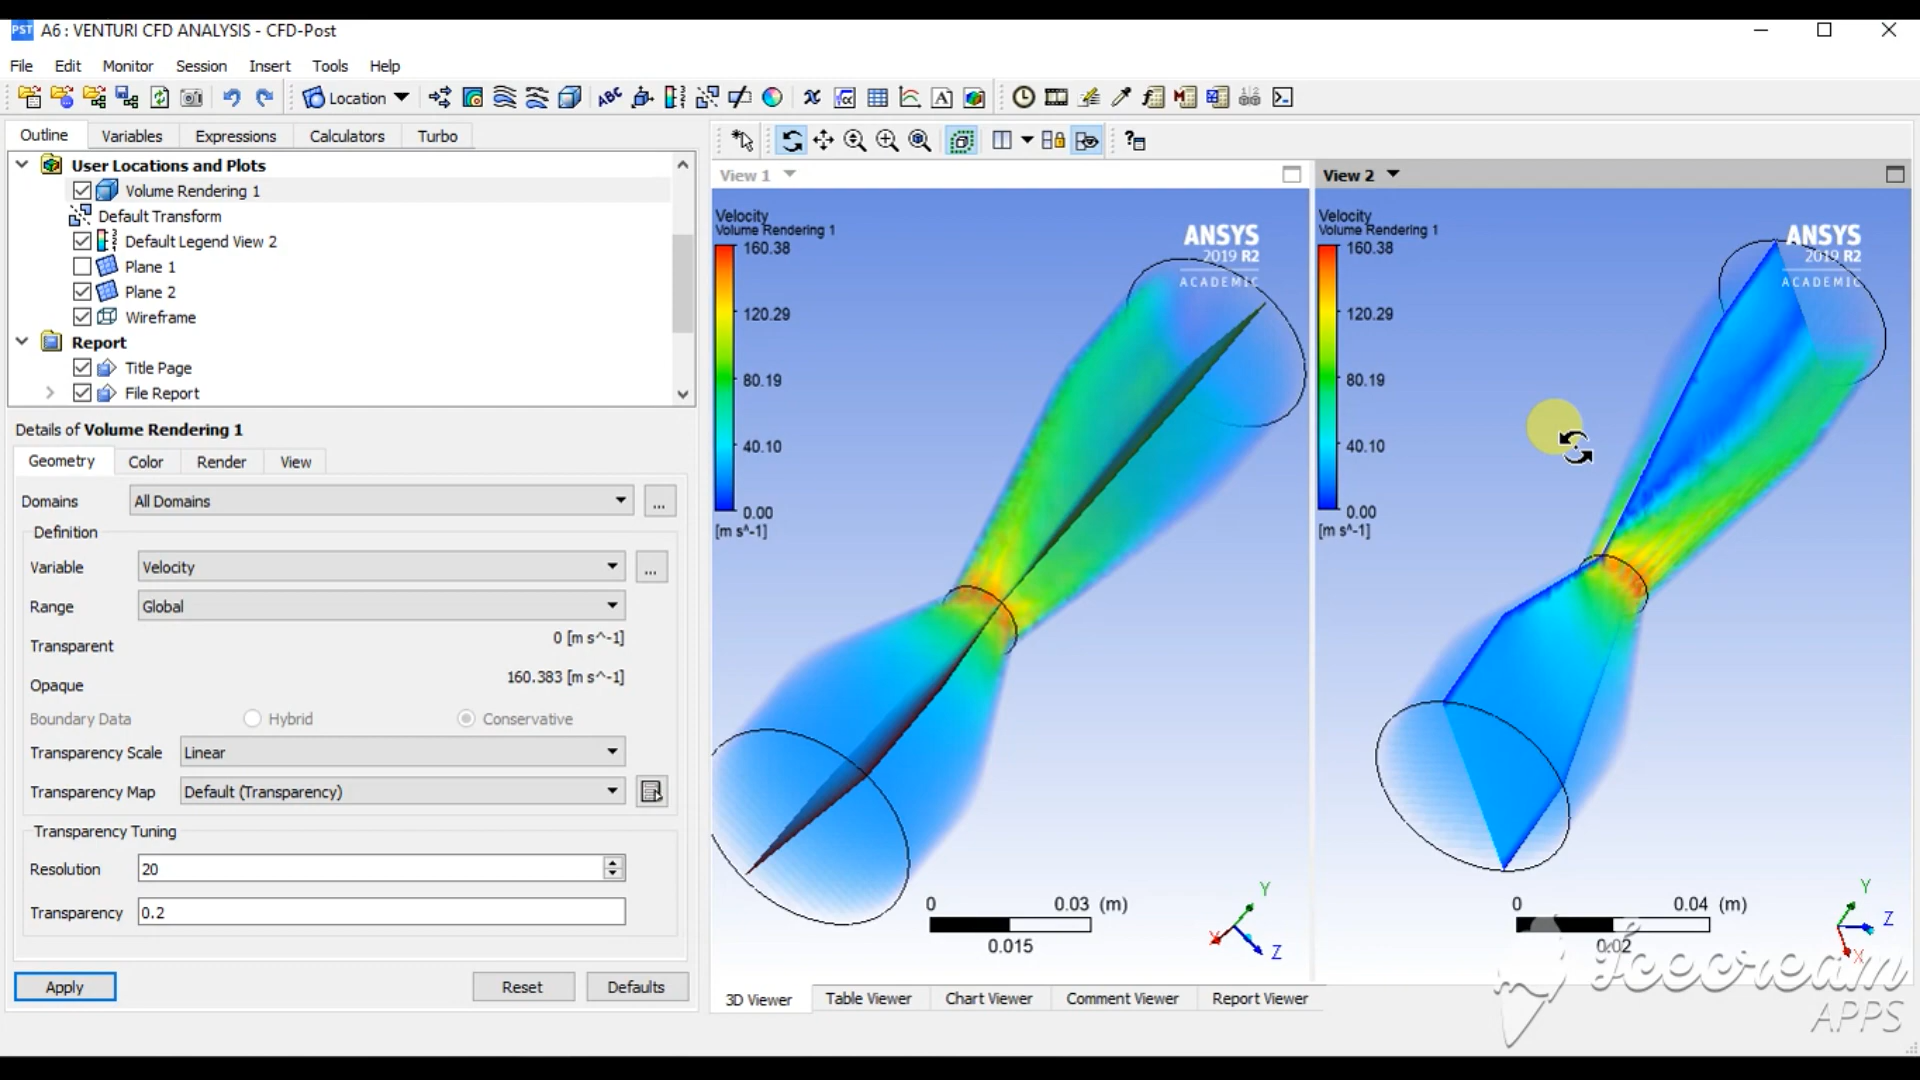 PST A6 : VENTURI CFD ANALYSIS - CFD-Post
File Edit Monitor Session Insert Tools Help
Location
Outline Variables Expressions Calculators Turbo
User Locations and Plots
Volume Rendering 1
Default Transform
Default Legend View 2
Plane 1
Plane 2
Wireframe
Report
Title Page
File Report
Details of Volume Rendering 1
Geometry Color Render View
Domains All Domains ...
Definition
Variable Velocity ...
Range Global
Transparent 0 [m s^-1]
Opaque 160.383 [m s^-1]
Boundary Data Hybrid Conservative
Transparency Scale Linear
Transparency Map Default (Transparency)
Transparency Tuning
Resolution 20
Transparency 0.2
Apply Reset Defaults
View 1
Velocity
Volume Rendering 1
160.38
120.29
80.19
40.10
0.00
[m s^-1]
ANSYS
2019 R2
ACADEMIC
0 0.03 (m)
0.015
Y
X
Z
View 2
Velocity
Volume Rendering 1
160.38
120.29
80.19
40.10
0.00
[m s^-1]
ANSYS
2019 R2
ACADEMIC
0 0.04 (m)
0.02
Y
Z
X
3D Viewer Table Viewer Chart Viewer Comment Viewer Report Viewer
Icecream
APPS